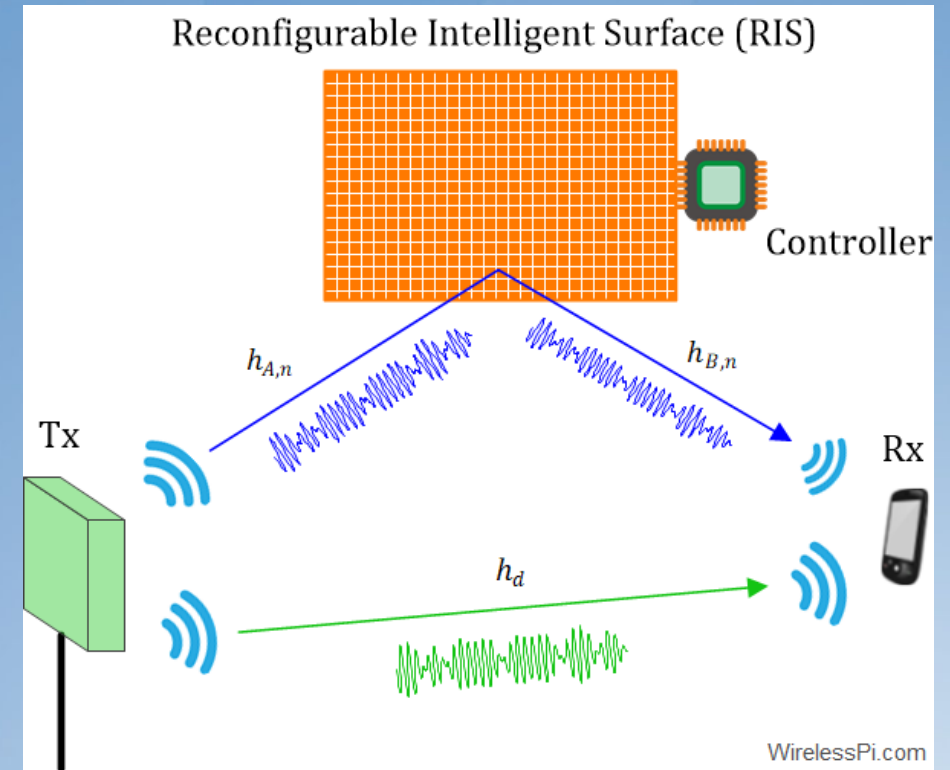 Reconfigurable Intelligent Surface (RIS)
Controller
h_{A,n}
h_{B,n}
Tx
Rx
h_d
WirelessPi.com